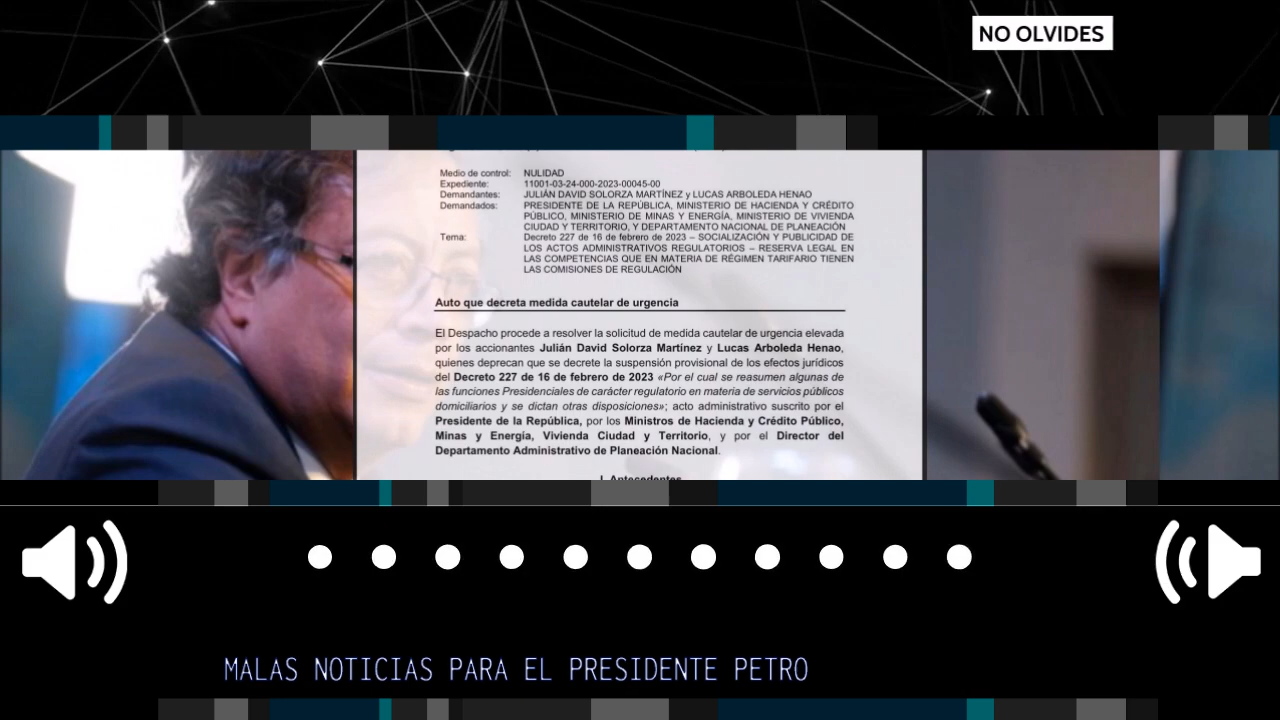 NO OLVIDES
Medio de control: NULIDAD
Expediente: 11001-03-24-000-2023-00045-00
Demandantes: JULIÁN DAVID SOLORZA MARTÍNEZ y LUCAS ARBOLEDA HENAO
Demandados: PRESIDENTE DE LA REPÚBLICA, MINISTERIO DE HACIENDA Y CRÉDITO
PÚBLICO, MINISTERIO DE MINAS Y ENERGÍA, MINISTERIO DE VIVIENDA
CIUDAD Y TERRITORIO, Y DEPARTAMENTO NACIONAL DE PLANEACIÓN
Tema: Decreto 227 de 16 de febrero de 2023 – SOCIALIZACIÓN Y PUBLICIDAD DE
LOS ACTOS ADMINISTRATIVOS REGULATORIOS – RESERVA LEGAL EN
LAS COMPETENCIAS QUE EN MATERIA DE RÉGIMEN TARIFARIO TIENEN
LAS COMISIONES DE REGULACIÓN
Auto que decreta medida cautelar de urgencia
El Despacho procede a resolver la solicitud de medida cautelar de urgencia elevada
por los accionantes Julián David Solorza Martínez y Lucas Arboleda Henao,
quienes deprecan que se decrete la suspensión provisional de los efectos jurídicos
del Decreto 227 de 16 de febrero de 2023 «Por el cual se reasumen algunas de
las funciones Presidenciales de carácter regulatorio en materia de servicios públicos
domiciliarios y se dictan otras disposiciones»; acto administrativo suscrito por el
Presidente de la República, por los Ministros de Hacienda y Crédito Público,
Minas y Energía, Vivienda Ciudad y Territorio, y por el Director del
Departamento Administrativo de Planeación Nacional.
I. Antecedentes
MALAS NOTICIAS PARA EL PRESIDENTE PETRO